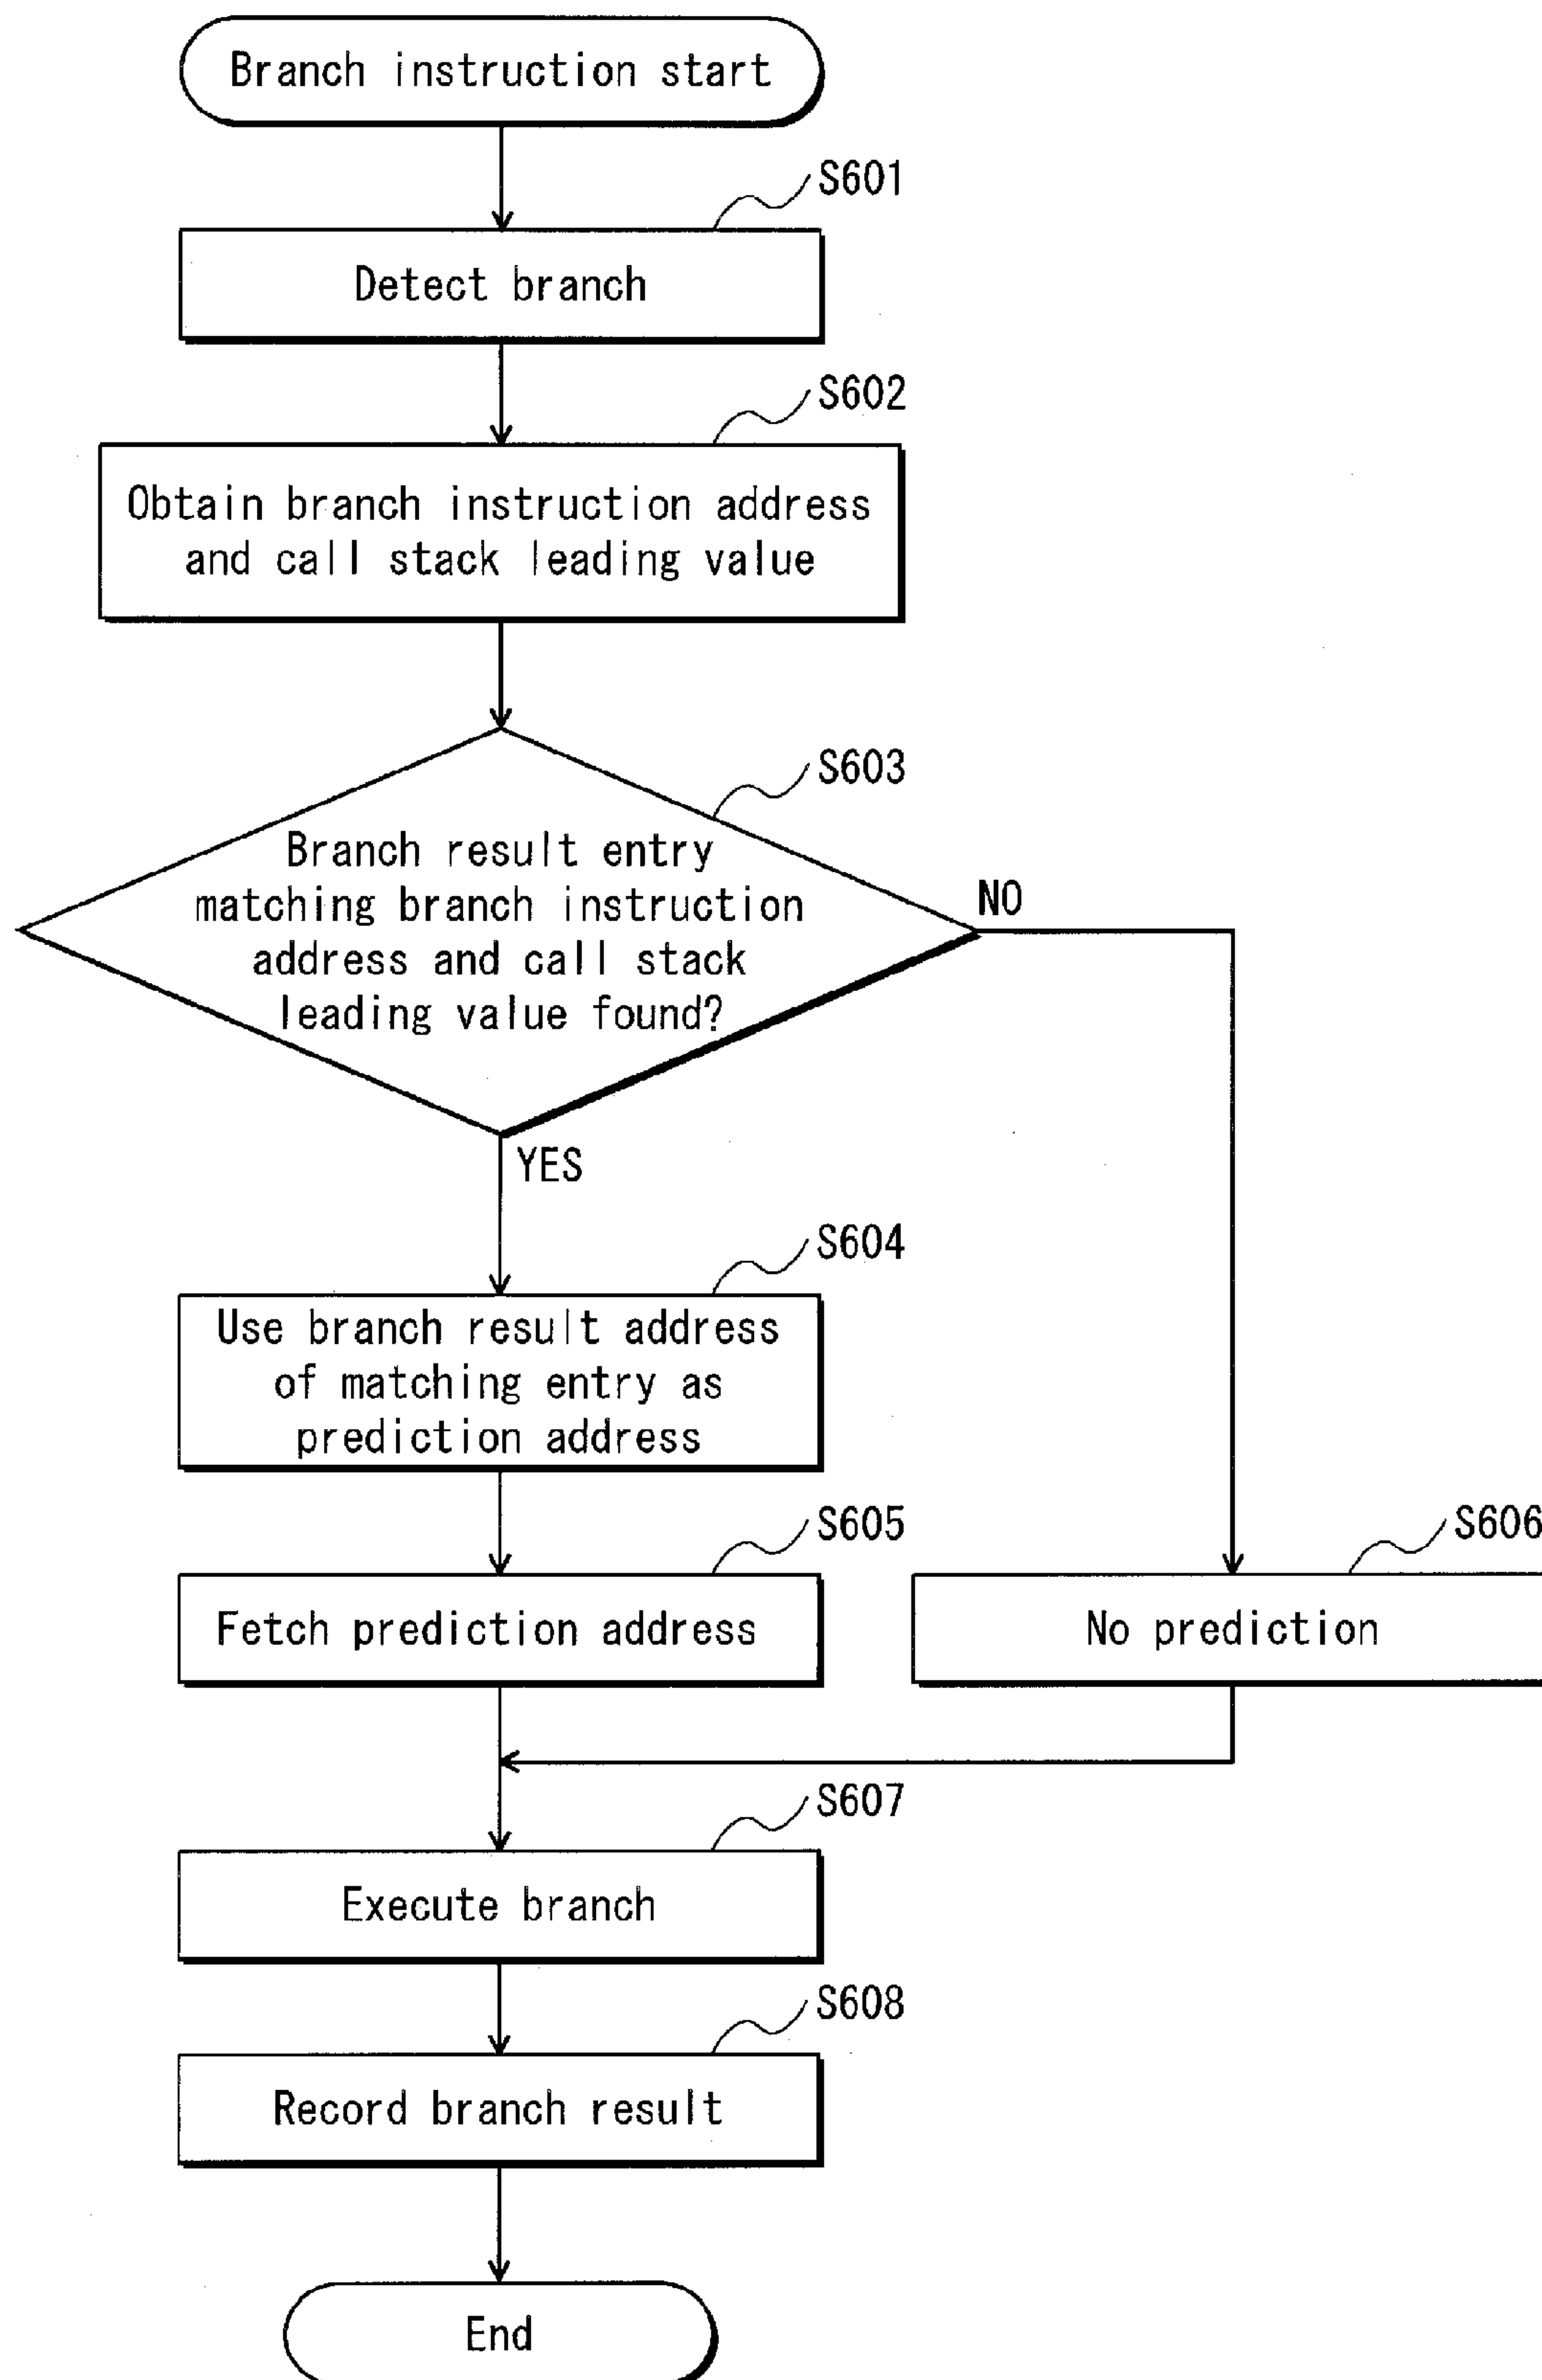 Branch instruction start
S601
Detect branch
S602
Obtain branch instruction address
and call stack leading value
S603
Branch result entry
matching branch instruction
address and call stack
leading value found?
NO
YES
S604
Use branch result address
of matching entry as
prediction address
S605
Fetch prediction address
S606
No prediction
S607
Execute branch
S608
Record branch result
End